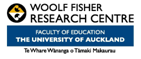 WOOLF FISHER
RESEARCH CENTRE
FACULTY OF EDUCATION
THE UNIVERSITY OF AUCKLAND
Te Whare Wānanga o Tāmaki Makaurau